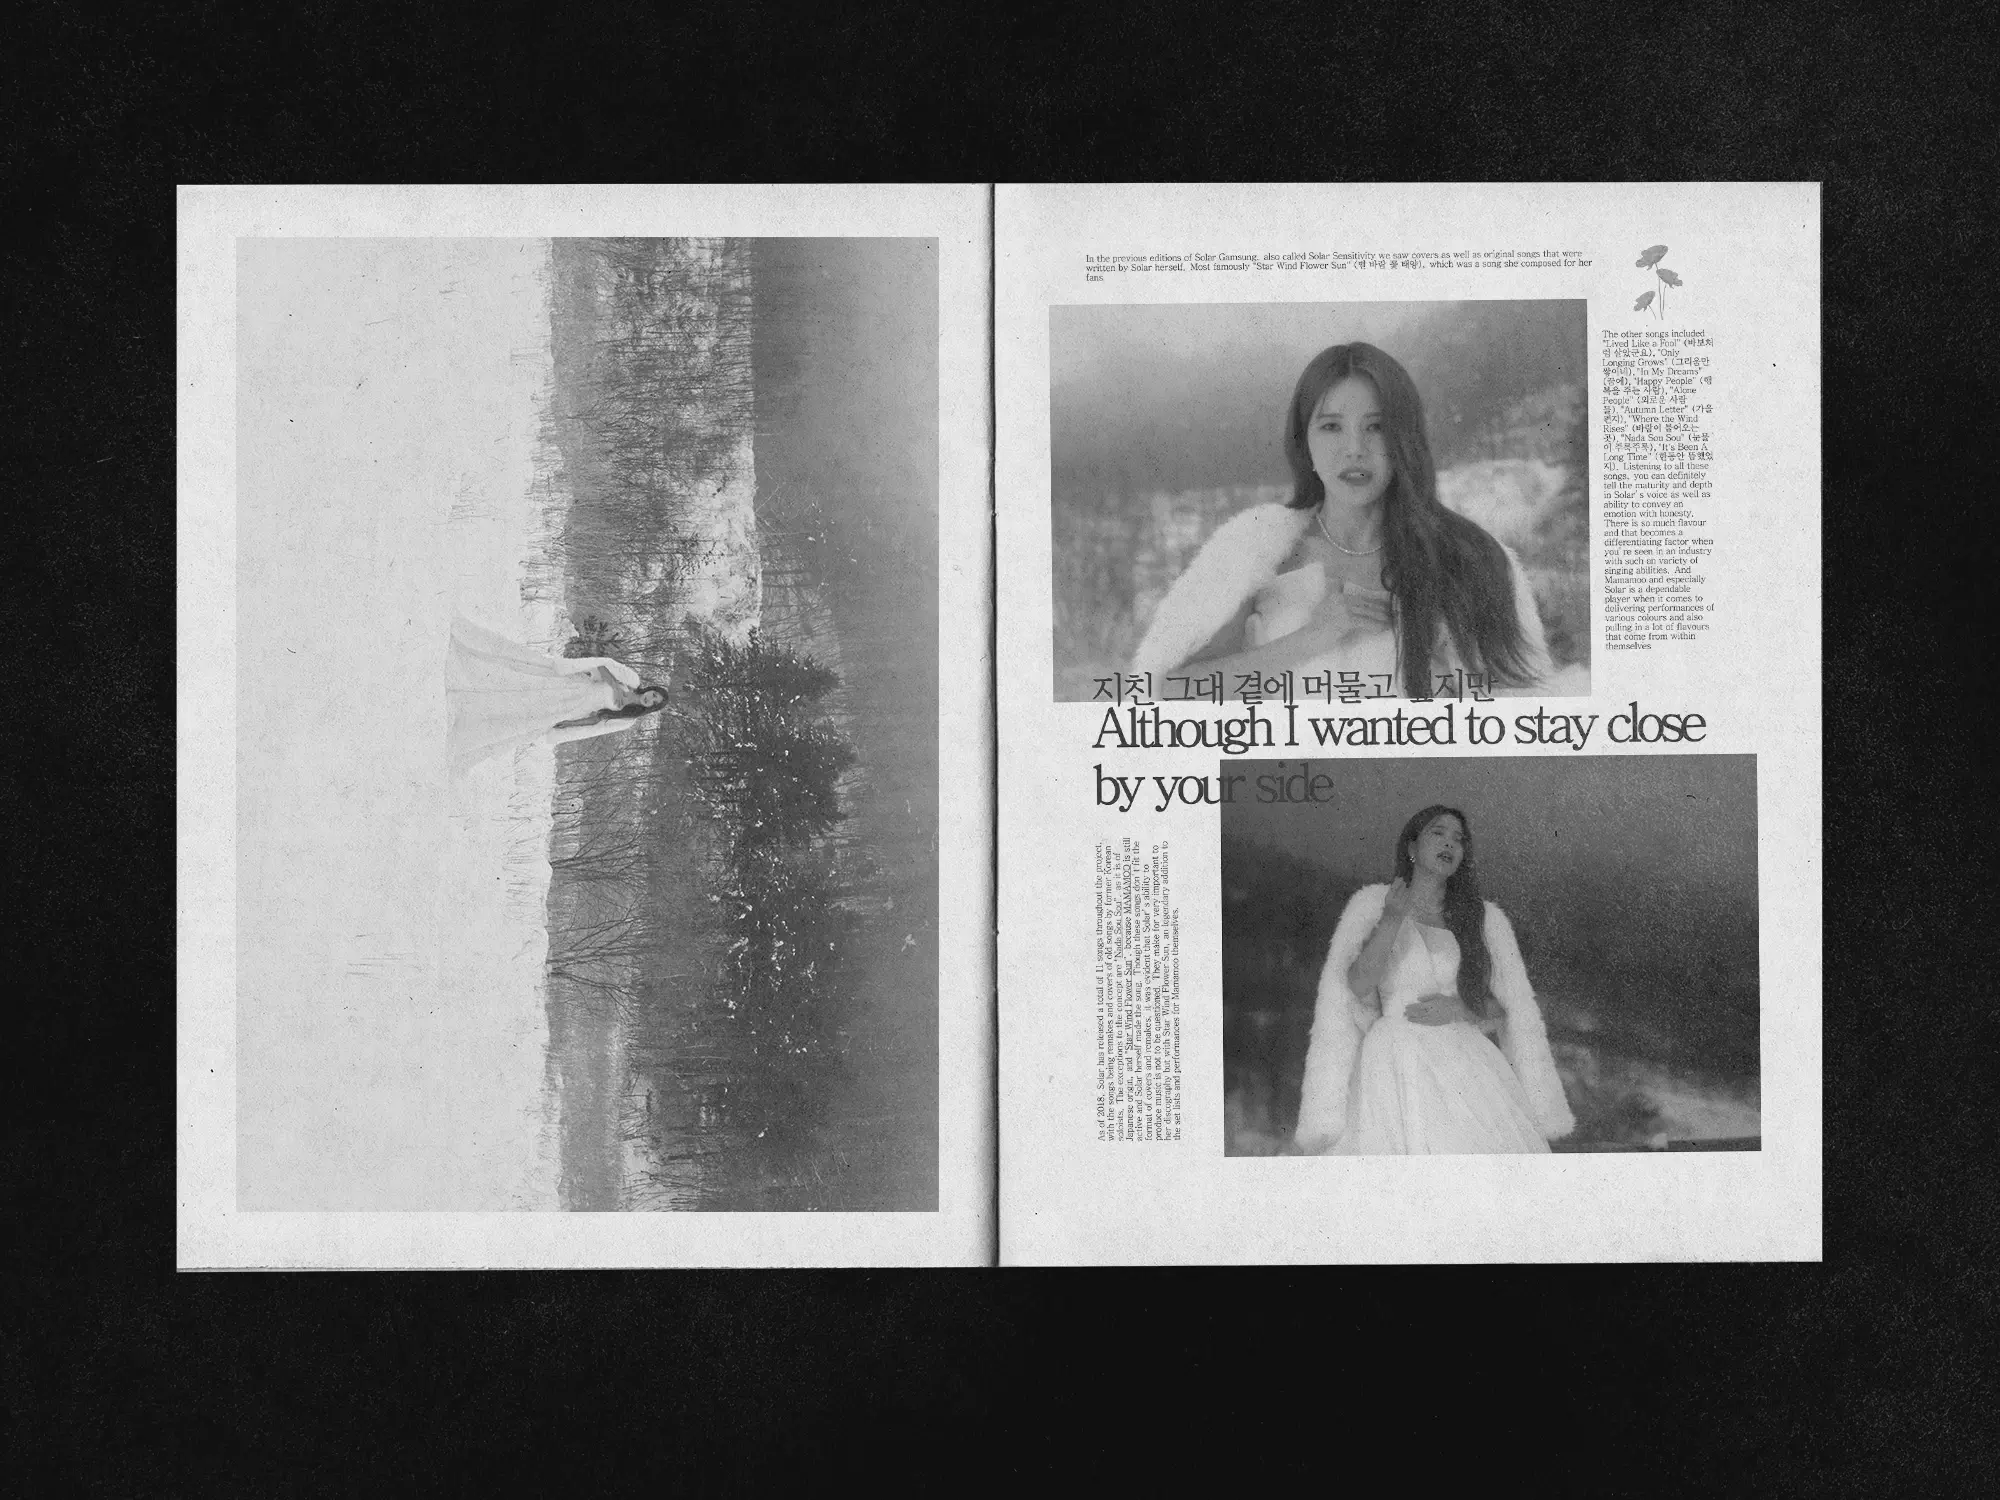 In the previous editions of Solar Gamsung, also called Solar Sensitivity we saw covers as well as original songs that were
written by Solar herself. Most famously "Star Wind Flower Sun" (별 바람 꽃 태양), which was a song she composed for her
fans.
The other songs included
"Lived Like a Fool" (바보처
럼 살았군요), "Only
Longing Grows" (그리움만
쌓이네), "In My Dreams"
(꿈에), "Happy People" (행
복을 주는 사람), "Alone
People" (외로운 사람
들), "Autumn Letter" (가을
편지), "Where the Wind
Rises" (바람이 불어오는
곳), "Nada Sou Sou" (눈물
이 주룩주룩), "It's Been A
Long Time" (한동안 뜸했었
지). Listening to all these
songs, you can definitely
tell the maturity and depth
in Solar's voice as well as
ability to convey an
emotion with honesty.
There is so much flavour
and that becomes a
differentiating factor when
you're seen in an industry
with such an variety of
singing abilities. And
Mamamoo and especially
Solar is a dependable
player when it comes to
delivering performances of
various colours and also
pulling in a lot of flavours
that come from within
themselves
지친 그대 곁에 머물고 싶지만
Although I wanted to stay close
by your side
As of 2018, Solar has released a total of 11 songs throughout the project,
with the songs being remakes and covers of old songs by former Korean
soloists. The exceptions to the concept are "Nada Sou Sou", as it is of
Japanese origin, and "Star Wind Flower Sun", because MAMAMOO is still
active and Solar herself made the song. Though these songs don't fit the
format of covers and remakes, it was evident that Solar's ability to
produce music is not to be questioned. They make for very important to
her discography but with Star Wind Flower Sun, an legendary addition to
the set lists and performances for Mamamoo themselves.